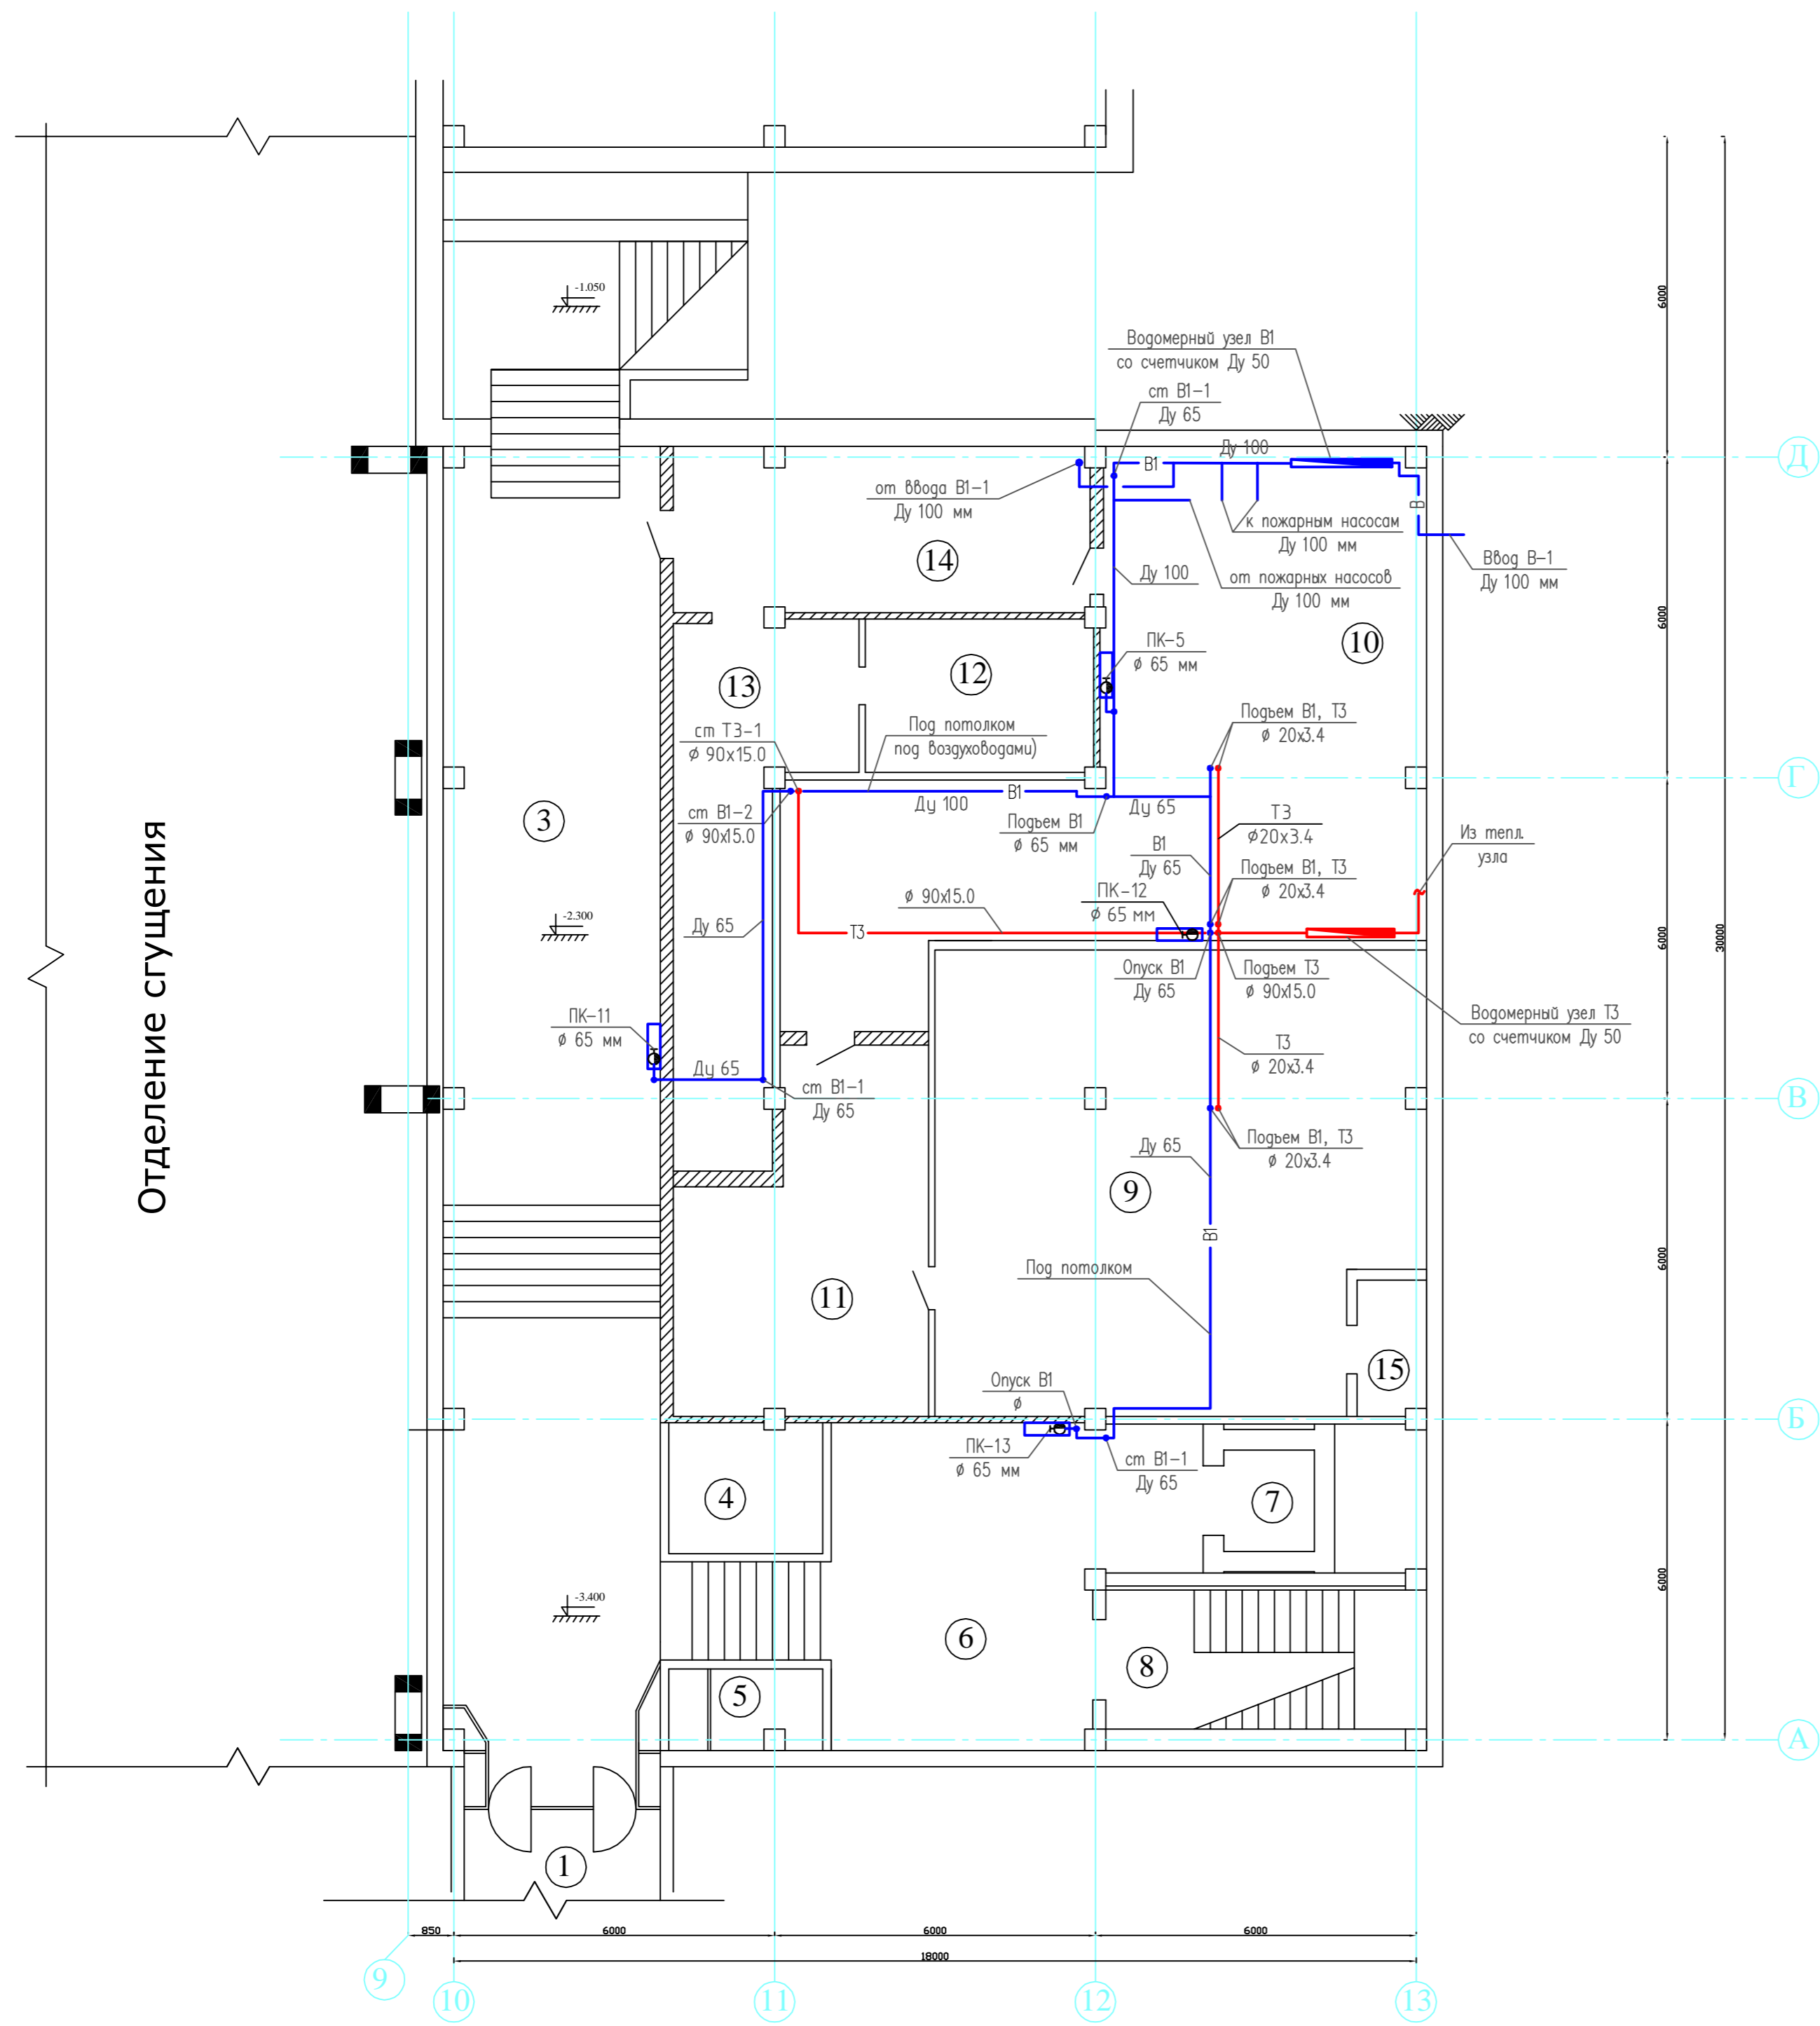 -1.050
Водомерный узел В1
со счетчиком Ду 50
ст В1-1
Ду 65
Ду 100
В1
Д
от ввода В1-1
Ду 100 мм
к пожарным насосам
Ду 100 мм
В
Ввод В-1
Ду 100 мм
14
Ду 100
от пожарных насосов
Ду 100 мм
6000
6000
6000
6000
6000
30000
ПК-5
ϕ 65 мм
10
12
13
ст Т3-1
ϕ 90х15.0
Под потолком
под воздуховодами)
Подъем В1, Т3
ϕ 20х3.4
Г
В1
Ду 100
Ду 65
ст В1-2
ϕ 90х15.0
Подъем В1
ϕ 65 мм
3
Т3
ϕ20х3.4
В1
Ду 65
Из тепл.
узла
Подъем В1, Т3
ϕ 20х3.4
ПК-12
ϕ 65 мм
ϕ 90х15.0
-2.300
Ду 65
Т3
Опуск В1
Ду 65
Подъем Т3
ϕ 90х15.0
Отделение сгущения
ПК-11
ϕ 65 мм
Водомерный узел Т3
со счетчиком Ду 50
Т3
ϕ 20х3.4
Ду 65
ст В1-1
Ду 65
В
Ду 65
Подъем В1, Т3
ϕ 20х3.4
9
В1
Под потолком
11
15
Опуск В1
ϕ
Б
ПК-13
ϕ 65 мм
ст В1-1
Ду 65
4
7
-3.400
6
8
5
А
1
850
6000
6000
6000
18000
9
10
11
12
13